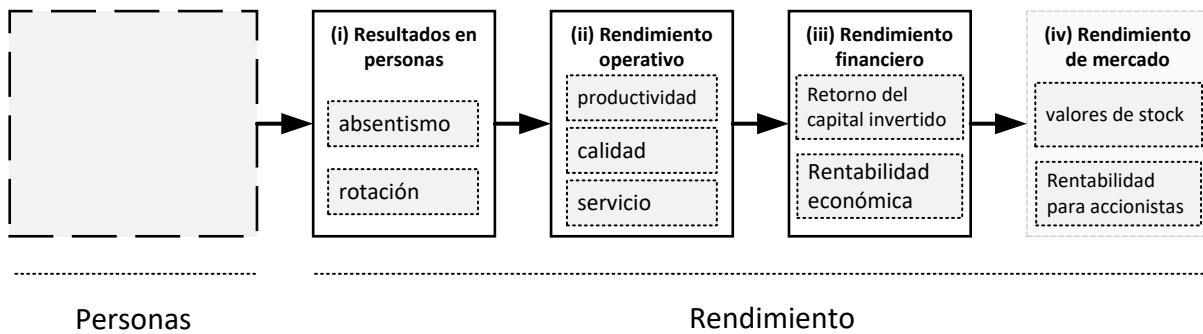 (i) Resultados en
personas
absentismo
rotación
(ii) Rendimiento
operativo
productividad
calidad
servicio
(iii) Rendimiento
financiero
Retorno del
capital invertido
Rentabilidad
económica
(iv) Rendimiento
de mercado
valores de stock
Rentabilidad
para accionistas
Personas
Rendimiento